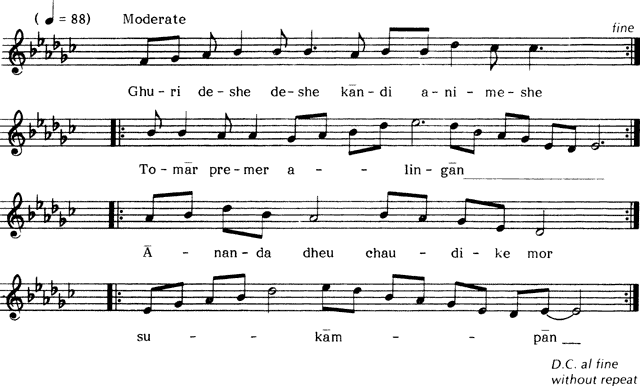 ( ♩ = 88) Moderate
fine
Ghu - ri de - she de - she kān - di a - ni - me - she
To - mār pre - mer a - - lin - gān
Ā - nan - da dheu chau - di - ke mor
su - - kām - - pān
D.C. al fine
without repeat